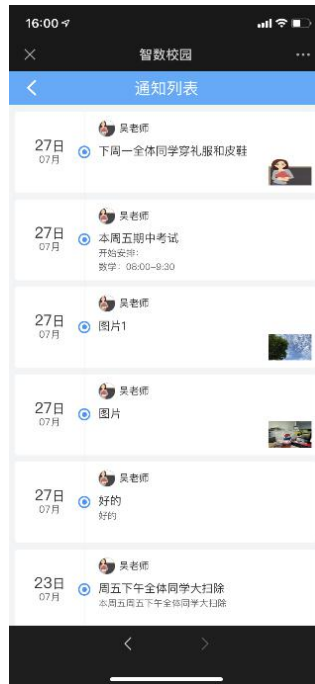 16:00
智数校园
通知列表
吴老师
27日
07月
下周一全体同学穿礼服和皮鞋
吴老师
27日
07月
本周五期中考试
开始安排:
数学: 08:00-9:30
吴老师
27日
07月
图片1
吴老师
27日
07月
图片
吴老师
27日
07月
好的
好的
吴老师
23日
07月
周五下午全体同学大扫除
本周五周五下午全体同学大扫除